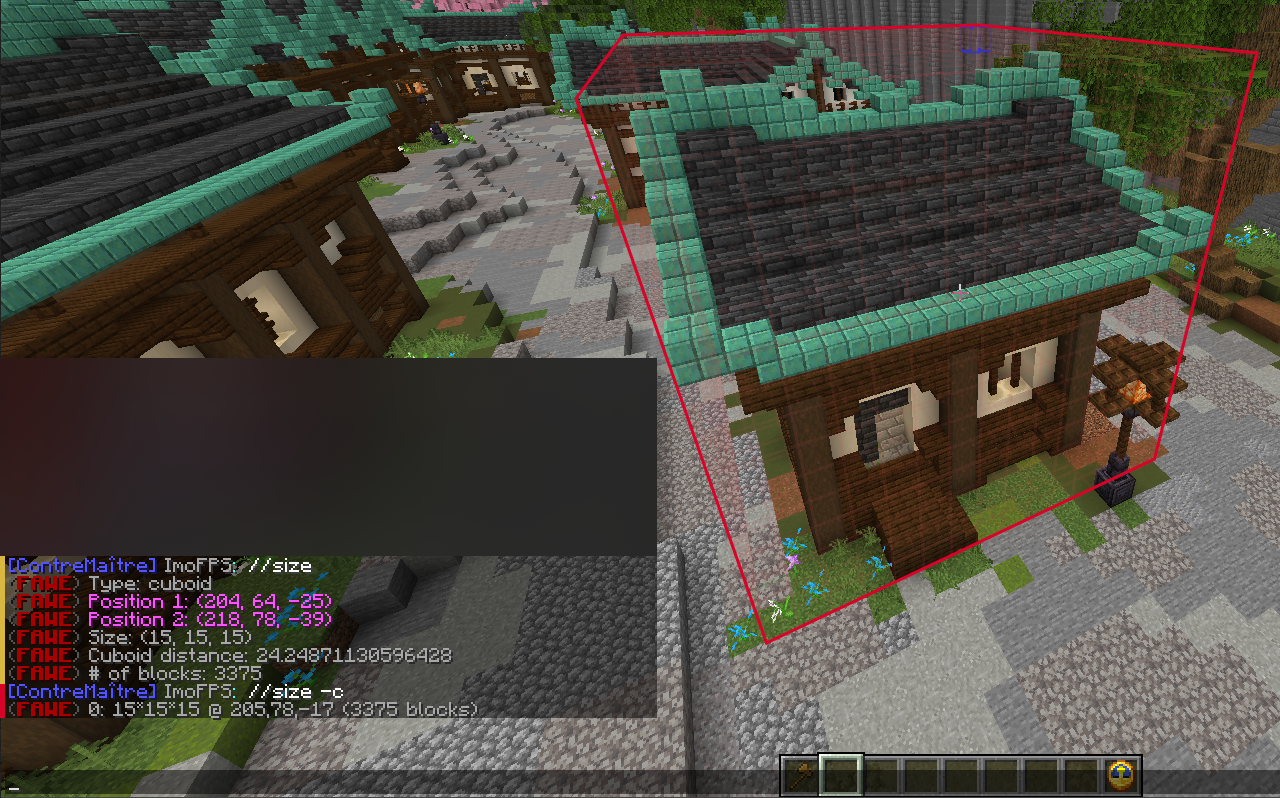 [ContreMaître] ImoFPS: //size
(FAWE) Type: cuboid
(FAWE) Position 1: (204, 64, -25)
(FAWE) Position 2: (218, 78, -39)
(FAWE) Size: (15, 15, 15)
(FAWE) Cuboid distance: 24.24871130596428
(FAWE) # of blocks: 3375
[ContreMaître] ImoFPS: //size -c
(FAWE) 0: 15*15*15 @ 205,78,-17 (3375 blocks)
_